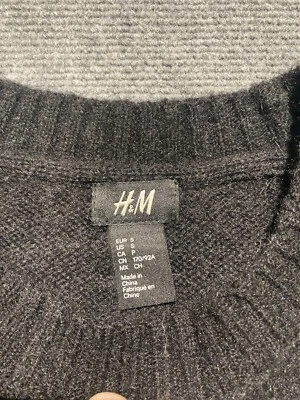 H&M
EUR S
US S
CA P
CN 170/92A
MX CH
Made in
China
Fabriqué en
Chine